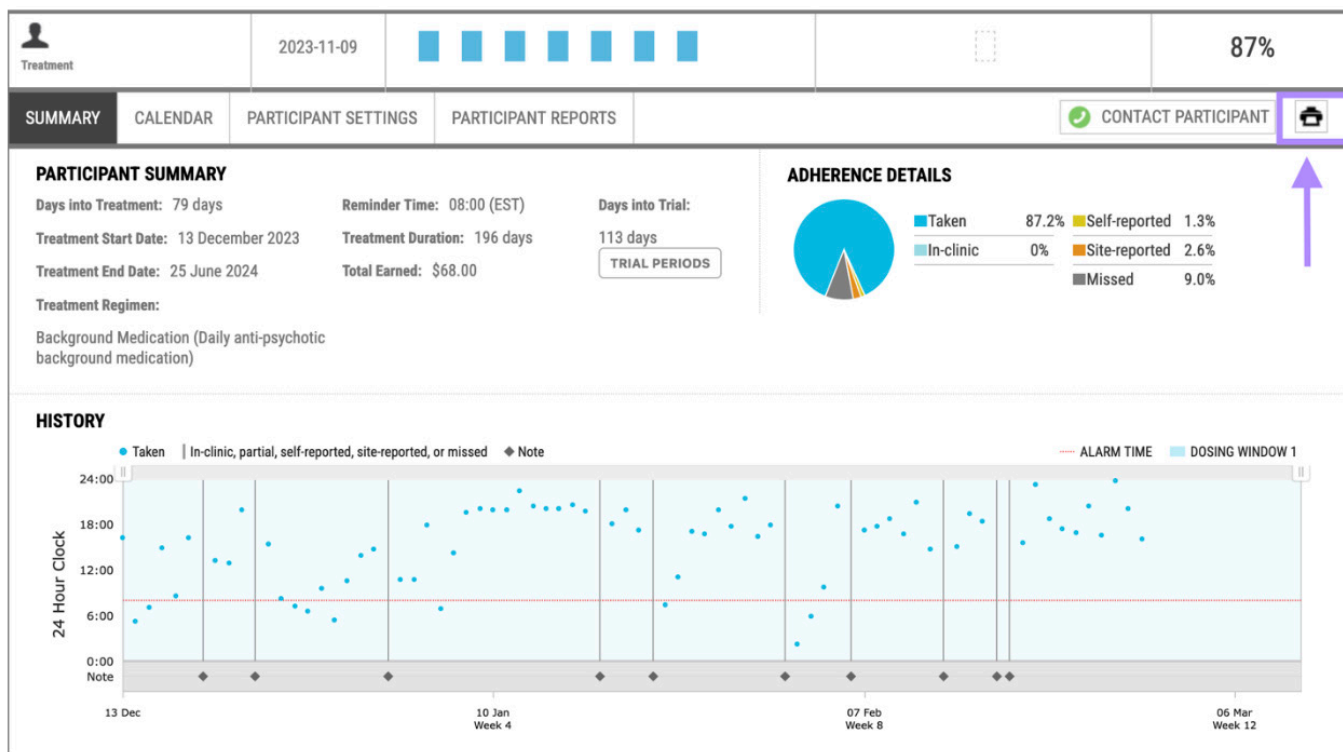 Treatment
2023-11-09
87%
SUMMARY
CALENDAR
PARTICIPANT SETTINGS
PARTICIPANT REPORTS
CONTACT PARTICIPANT
PARTICIPANT SUMMARY
Days into Treatment: 79 days
Treatment Start Date: 13 December 2023
Treatment End Date: 25 June 2024
Treatment Regimen:
Background Medication (Daily anti-psychotic
background medication)
Reminder Time: 08:00 (EST)
Treatment Duration: 196 days
Total Earned: $68.00
Days into Trial:
113 days
TRIAL PERIODS
ADHERENCE DETAILS
Taken 87.2%
In-clinic 0%
Self-reported 1.3%
Site-reported 2.6%
Missed 9.0%
HISTORY
Taken
In-clinic, partial, self-reported, site-reported, or missed
Note
ALARM TIME
DOSING WINDOW 1
24 Hour Clock
24:00
18:00
12:00
6:00
0:00
Note
13 Dec
10 Jan
Week 4
07 Feb
Week 8
06 Mar
Week 12